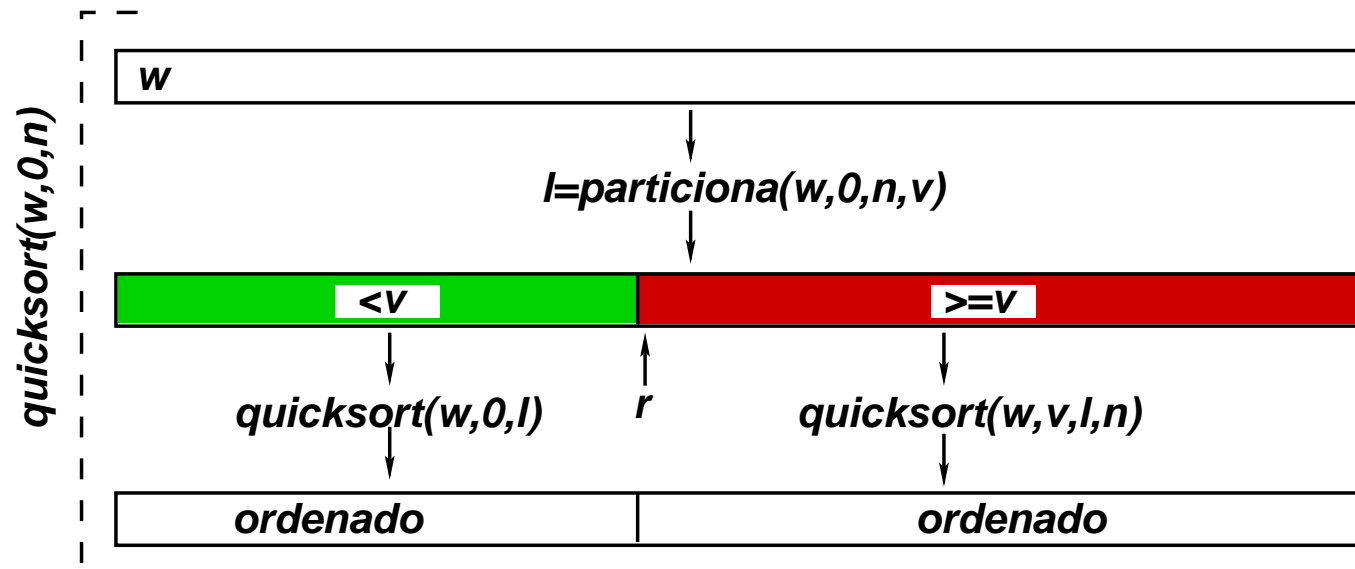 quicksort(w,0,n)
w
l=particiona(w,0,n,v)
<v >=v
quicksort(w,0,l) r quicksort(w,v,l,n)
ordenado ordenado